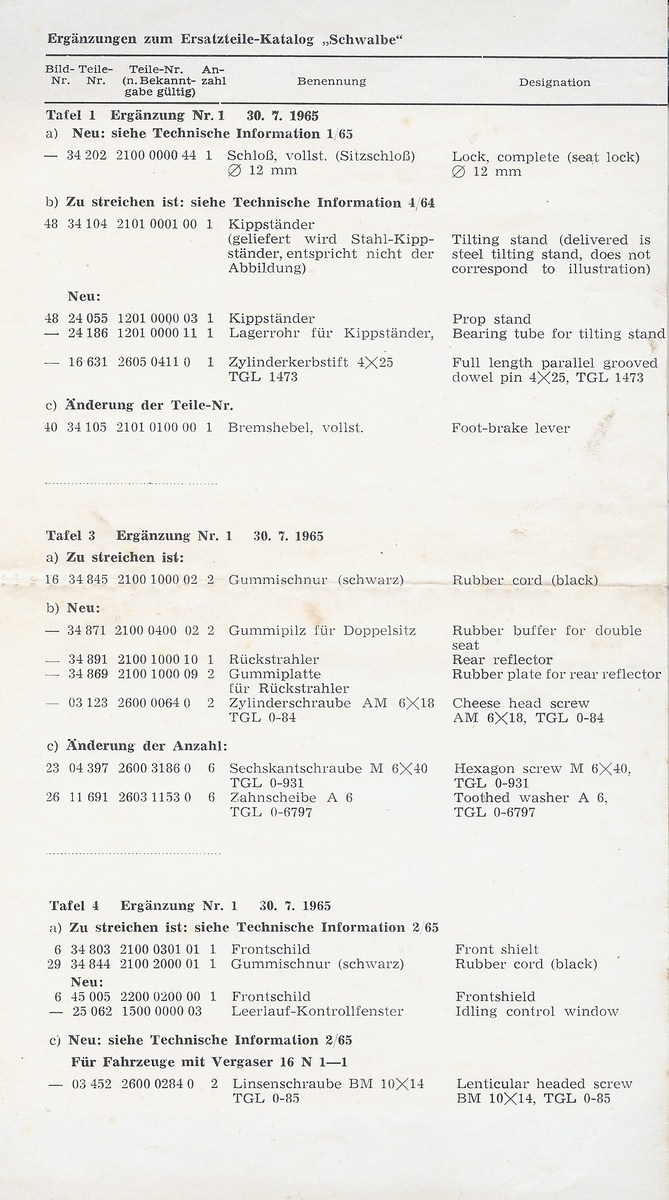 Ergänzungen zum Ersatzteile-Katalog „Schwalbe“
Bild- Teile- Teile-Nr. An-
Nr. Nr. (n. Bekannt- zahl Benennung Designation
gabe gültig)
Tafel 1 Ergänzung Nr. 1 30. 7. 1965
a) Neu: siehe Technische Information 1/65
— 34 202 2100 0000 44 1 Schloß, vollst. (Sitzschloß) Lock, complete (seat lock)
∅ 12 mm ∅ 12 mm
b) Zu streichen ist: siehe Technische Information 4/64
48 34 104 2101 0001 00 1 Kippständer
(geliefert wird Stahl-Kipp- Tilting stand (delivered is
ständer, entspricht nicht der steel tilting stand, does not
Abbildung) correspond to illustration)
Neu:
48 24 055 1201 0000 03 1 Kippständer Prop stand
— 24 186 1201 0000 11 1 Lagerrohr für Kippständer, Bearing tube for tilting stand
— 16 631 2605 0411 0 1 Zylinderkerbstift 4×25 Full length parallel grooved
TGL 1473 dowel pin 4×25, TGL 1473
c) Änderung der Teile-Nr.
40 34 105 2101 0100 00 1 Bremshebel, vollst. Foot-brake lever
Tafel 3 Ergänzung Nr. 1 30. 7. 1965
a) Zu streichen ist:
16 34 845 2100 1000 02 2 Gummischnur (schwarz) Rubber cord (black)
b) Neu:
— 34 871 2100 0400 02 2 Gummipilz für Doppelsitz Rubber buffer for double
seat
— 34 891 2100 1000 10 1 Rückstrahler Rear reflector
— 34 869 2100 1000 09 2 Gummiplatte Rubber plate for rear reflector
für Rückstrahler
— 03 123 2600 0064 0 2 Zylinderschraube AM 6×18 Cheese head screw
TGL 0-84 AM 6×18, TGL 0-84
c) Änderung der Anzahl:
23 04 397 2600 3186 0 6 Sechskantschraube M 6×40 Hexagon screw M 6×40,
TGL 0-931 TGL 0-931
26 11 691 2603 1153 0 6 Zahnscheibe A 6 Toothed washer A 6,
TGL 0-6797 TGL 0-6797
Tafel 4 Ergänzung Nr. 1 30. 7. 1965
a) Zu streichen ist: siehe Technische Information 2/65
6 34 803 2100 0301 01 1 Frontschild Front shielt
29 34 844 2100 2000 01 1 Gummischnur (schwarz) Rubber cord (black)
Neu:
6 45 005 2200 0200 00 1 Frontschild Frontshield
— 25 062 1500 0000 03 Leerlauf-Kontrollfenster Idling control window
c) Neu: siehe Technische Information 2/65
Für Fahrzeuge mit Vergaser 16 N 1—1
— 03 452 2600 0284 0 2 Linsenschraube BM 10×14 Lenticular headed screw
TGL 0-85 BM 10×14, TGL 0-85